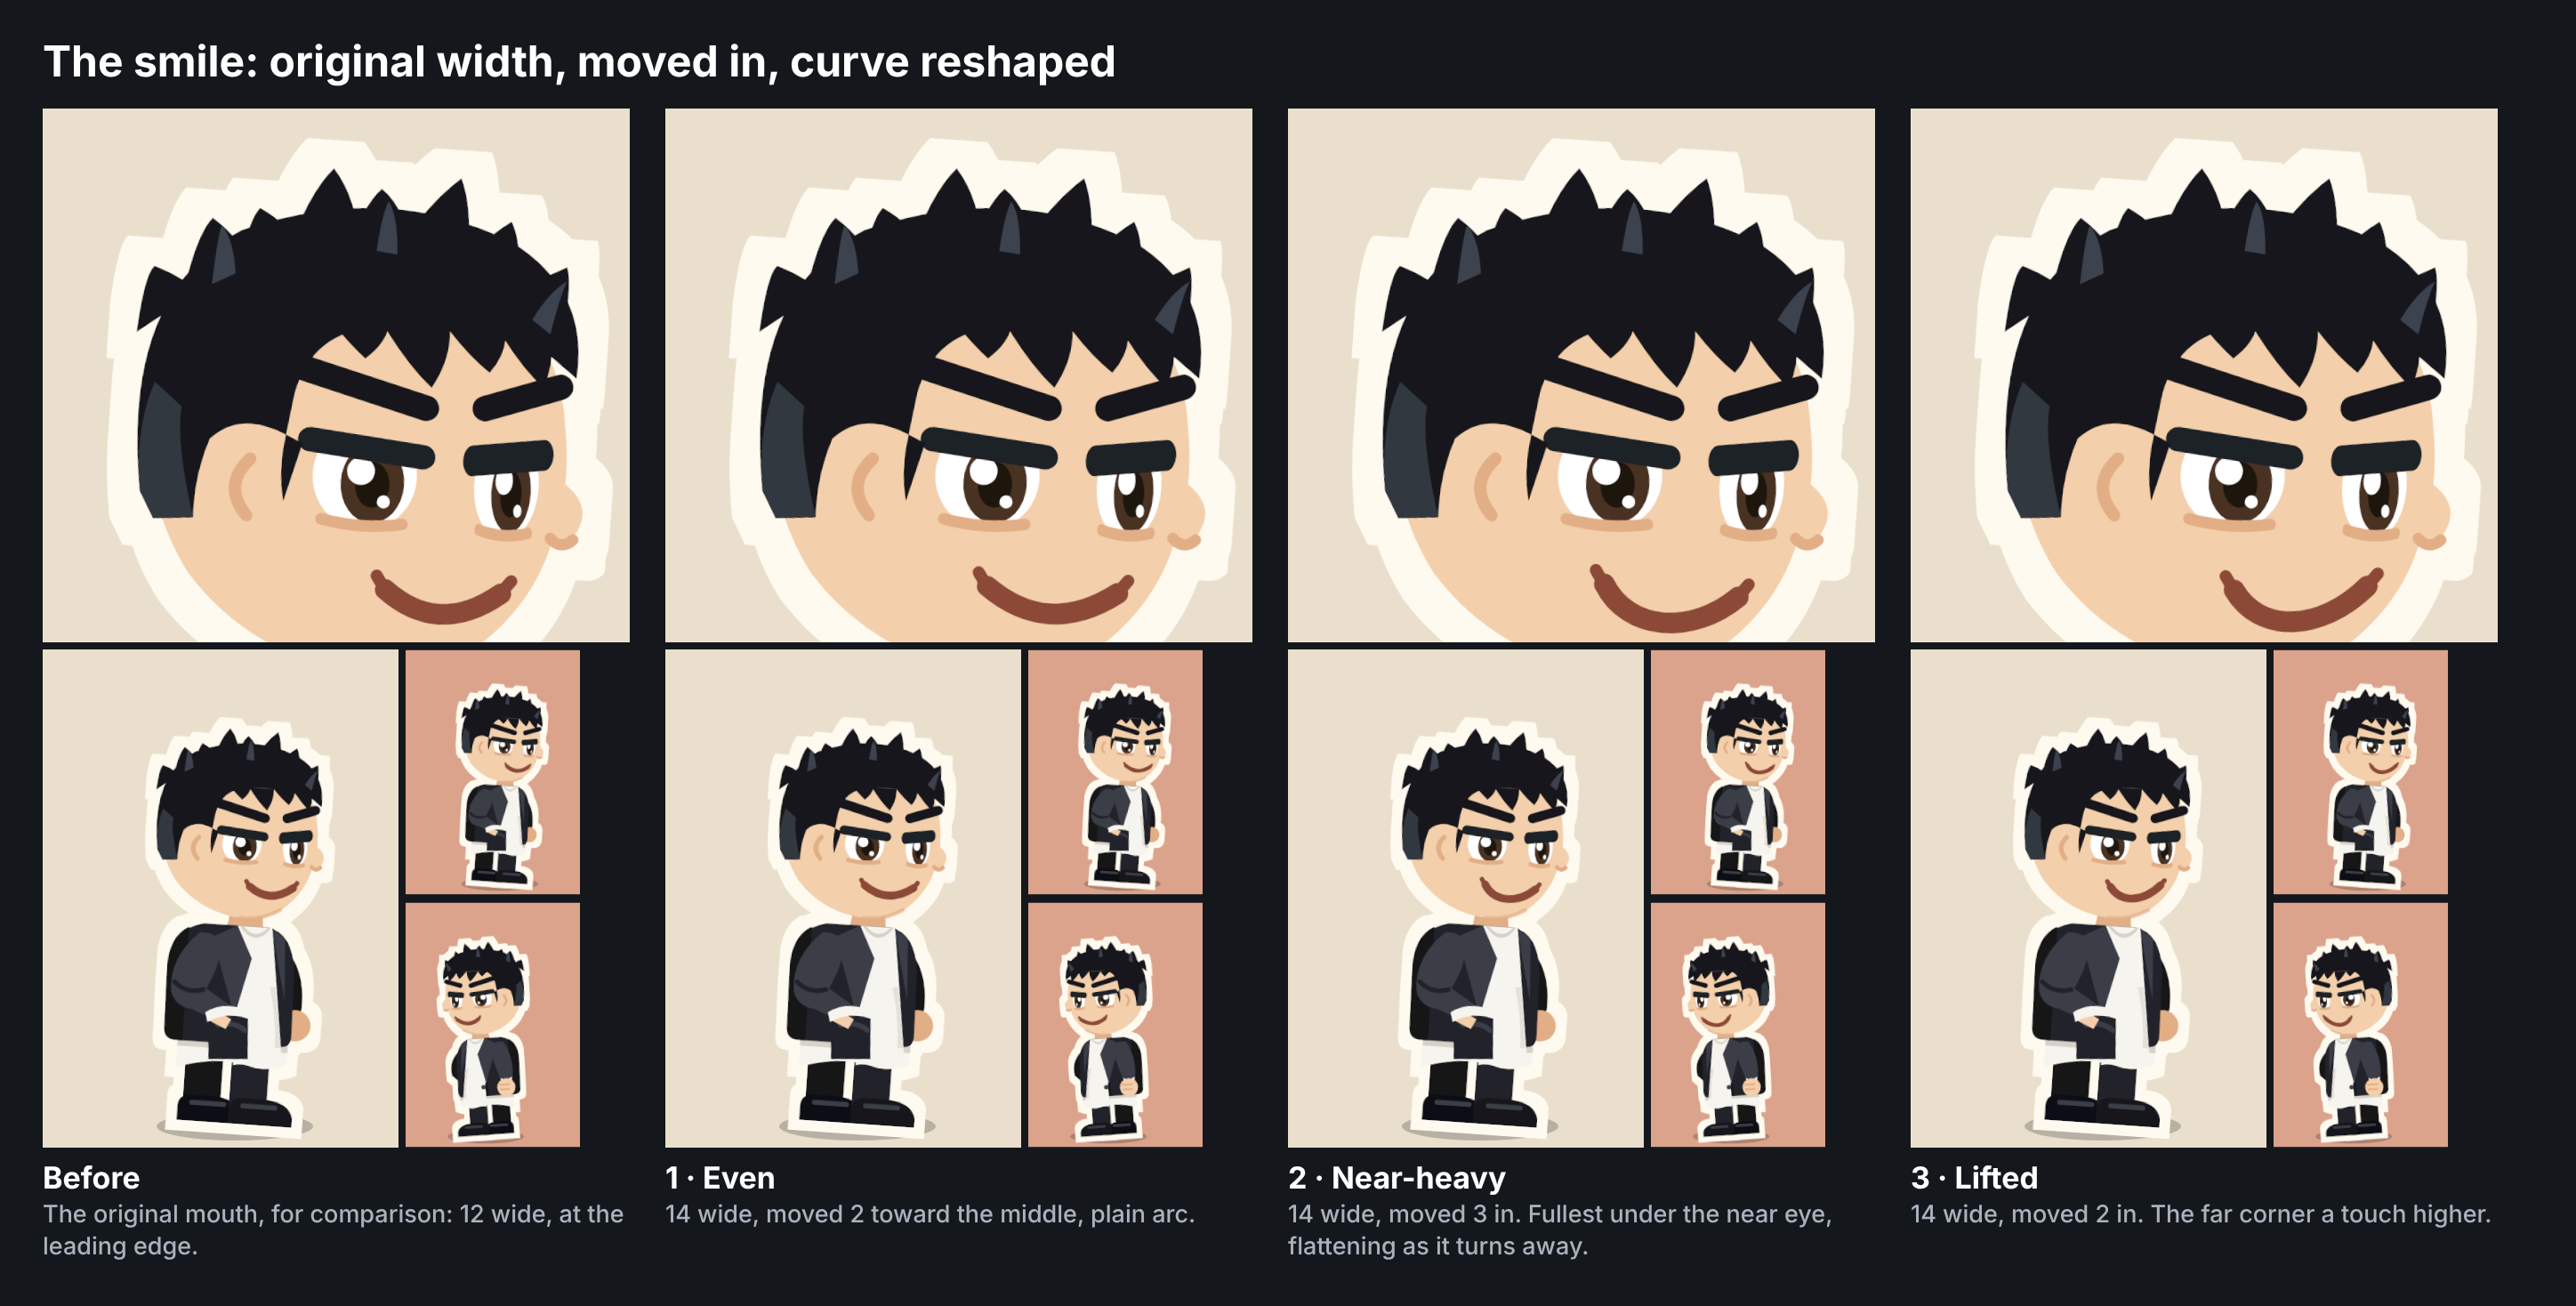 The smile: original width, moved in, curve reshaped
Before
The original mouth, for comparison: 12 wide, at the
leading edge.
1 · Even
14 wide, moved 2 toward the middle, plain arc.
2 · Near-heavy
14 wide, moved 3 in. Fullest under the near eye,
flattening as it turns away.
3 · Lifted
14 wide, moved 2 in. The far corner a touch higher.